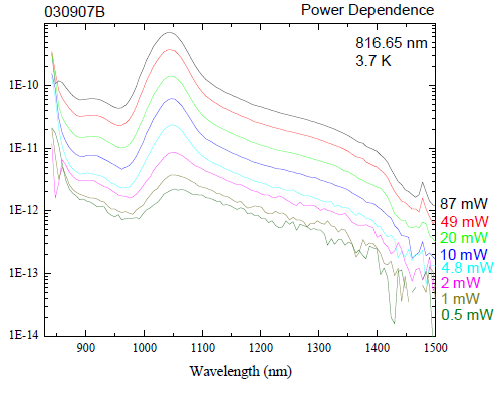 030907B Power Dependence
816.65 nm
3.7 K
1E-10
1E-11
1E-12
1E-13
1E-14
87 mW
49 mW
20 mW
10 mW
4.8 mW
2 mW
1 mW
0.5 mW
900 1000 1100 1200 1300 1400 1500
Wavelength (nm)